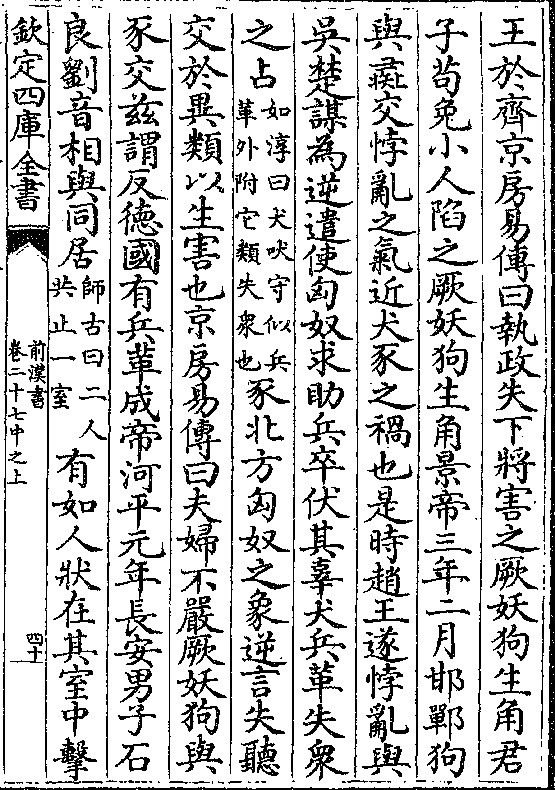 王於齊京房易傳曰執政失下將害之厥妖狗生角君
子苟免小人陷之厥妖狗生角景帝三年二月邯鄲狗
與彘交悖亂之氣近犬豕之禍也是時趙王遂悖亂與
吳楚謀為逆遣使匈奴求助兵卒伏其辜犬兵革失衆
之占如淳曰犬吠守似兵革外附它類失衆也豕北方匈奴之象逆言失聽
交於異類以生害也京房易傳曰夫婦不嚴厥妖狗與
豕交兹謂反德國有兵革成帝河平元年長安男子石
良劉音相與同居師古曰二人共止一室有如人狀在其室中擊
欽定四庫全書
前漢書
卷二十七中之上
四十